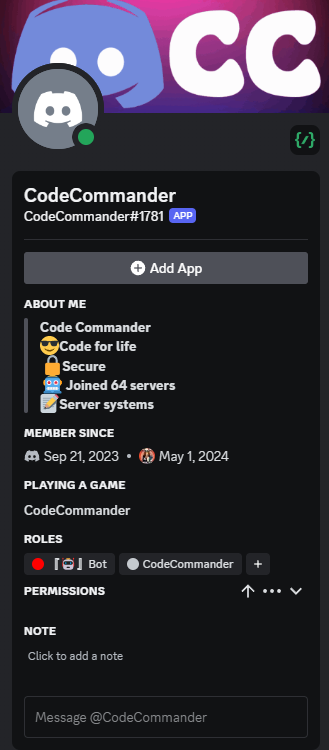 CC
CodeCommander
CodeCommander#1781 APP
Add App
ABOUT ME
Code Commander
😎Code for life
🔒Secure
🤖 Joined 64 servers
📝Server systems
MEMBER SINCE
Sep 21, 2023 • May 1, 2024
PLAYING A GAME
CodeCommander
ROLES
『🤖』Bot CodeCommander +
PERMISSIONS
NOTE
Click to add a note
Message @CodeCommander